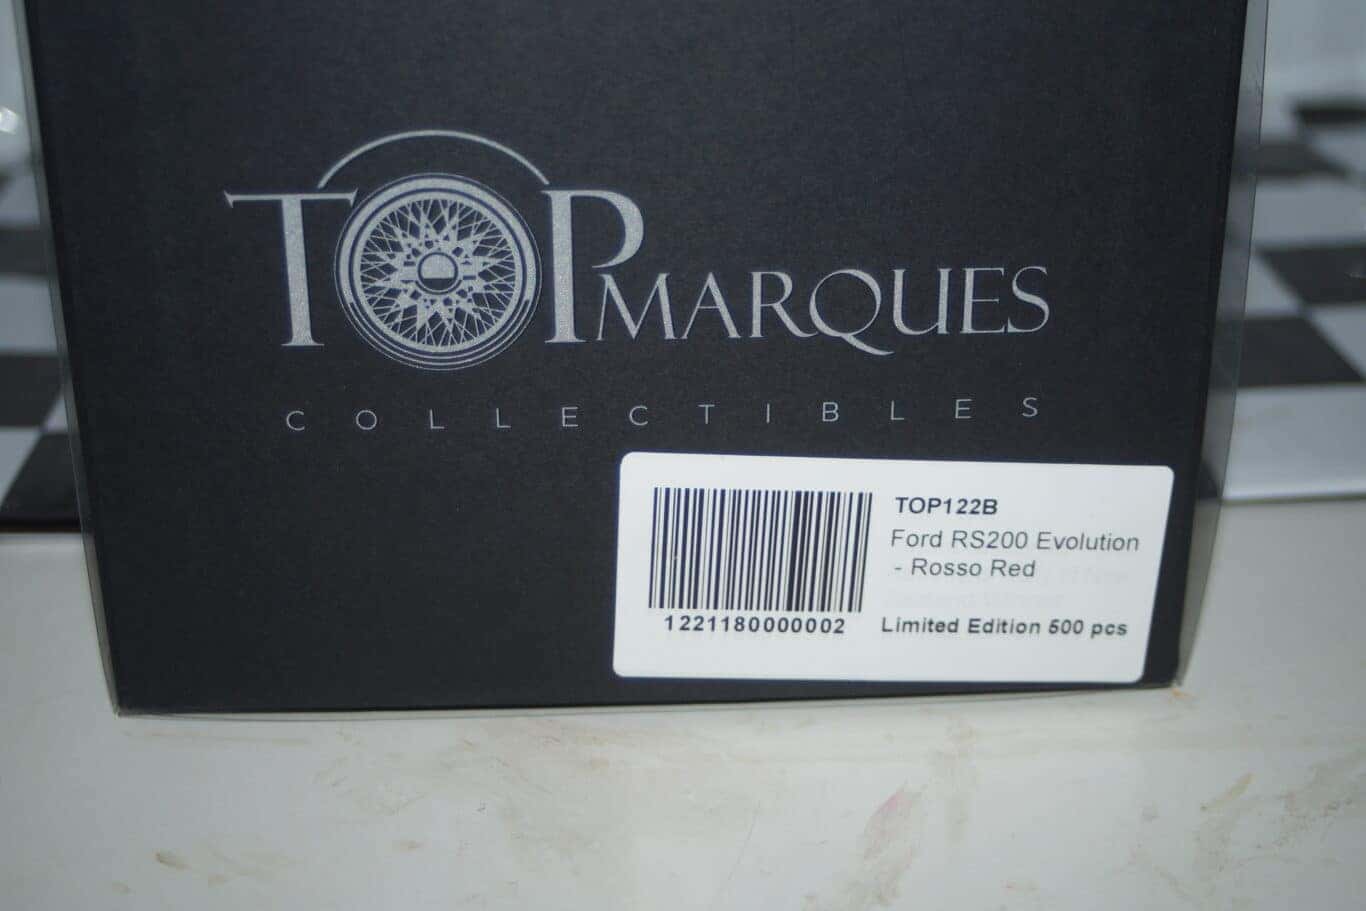 TOP MARQUES
COLLECTIBLES
TOP122B
Ford RS200 Evolution
- Rosso Red
Limited Edition 500 pcs
1221180000002